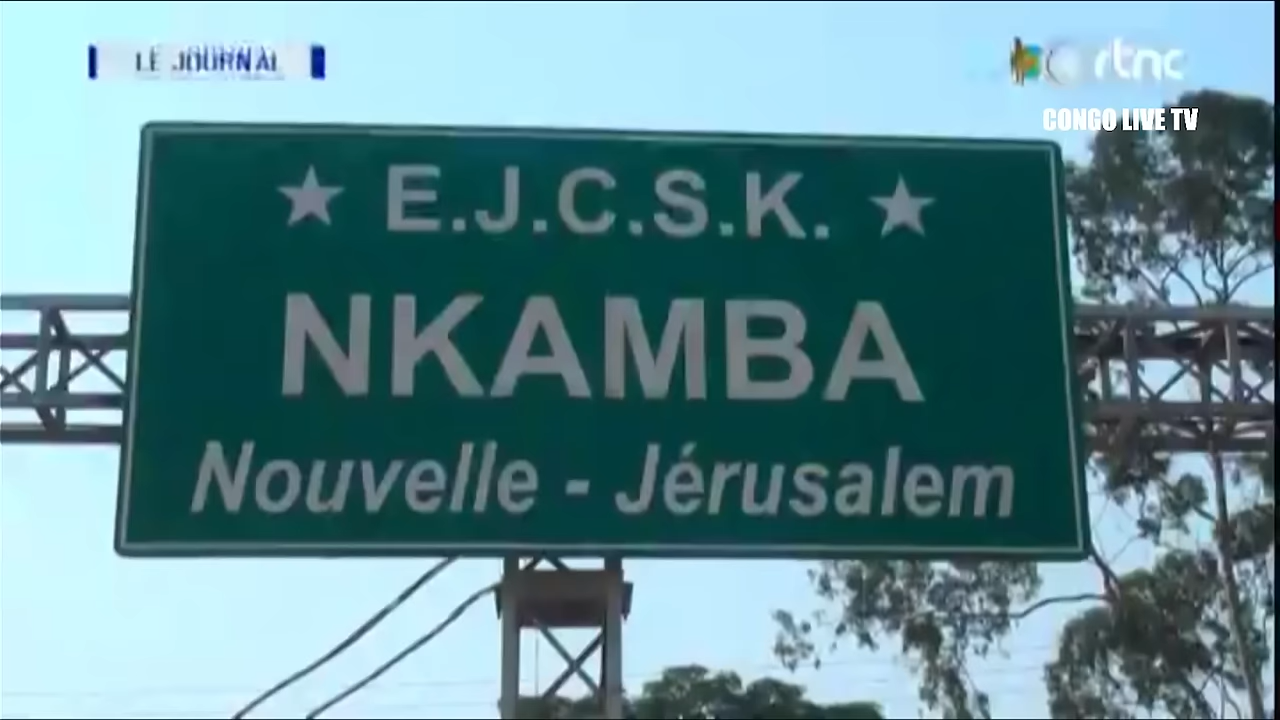 LE JOURNAL
rtnc
CONGO LIVE TV
★ E.J.C.S.K. ★
NKAMBA
Nouvelle - Jérusalem